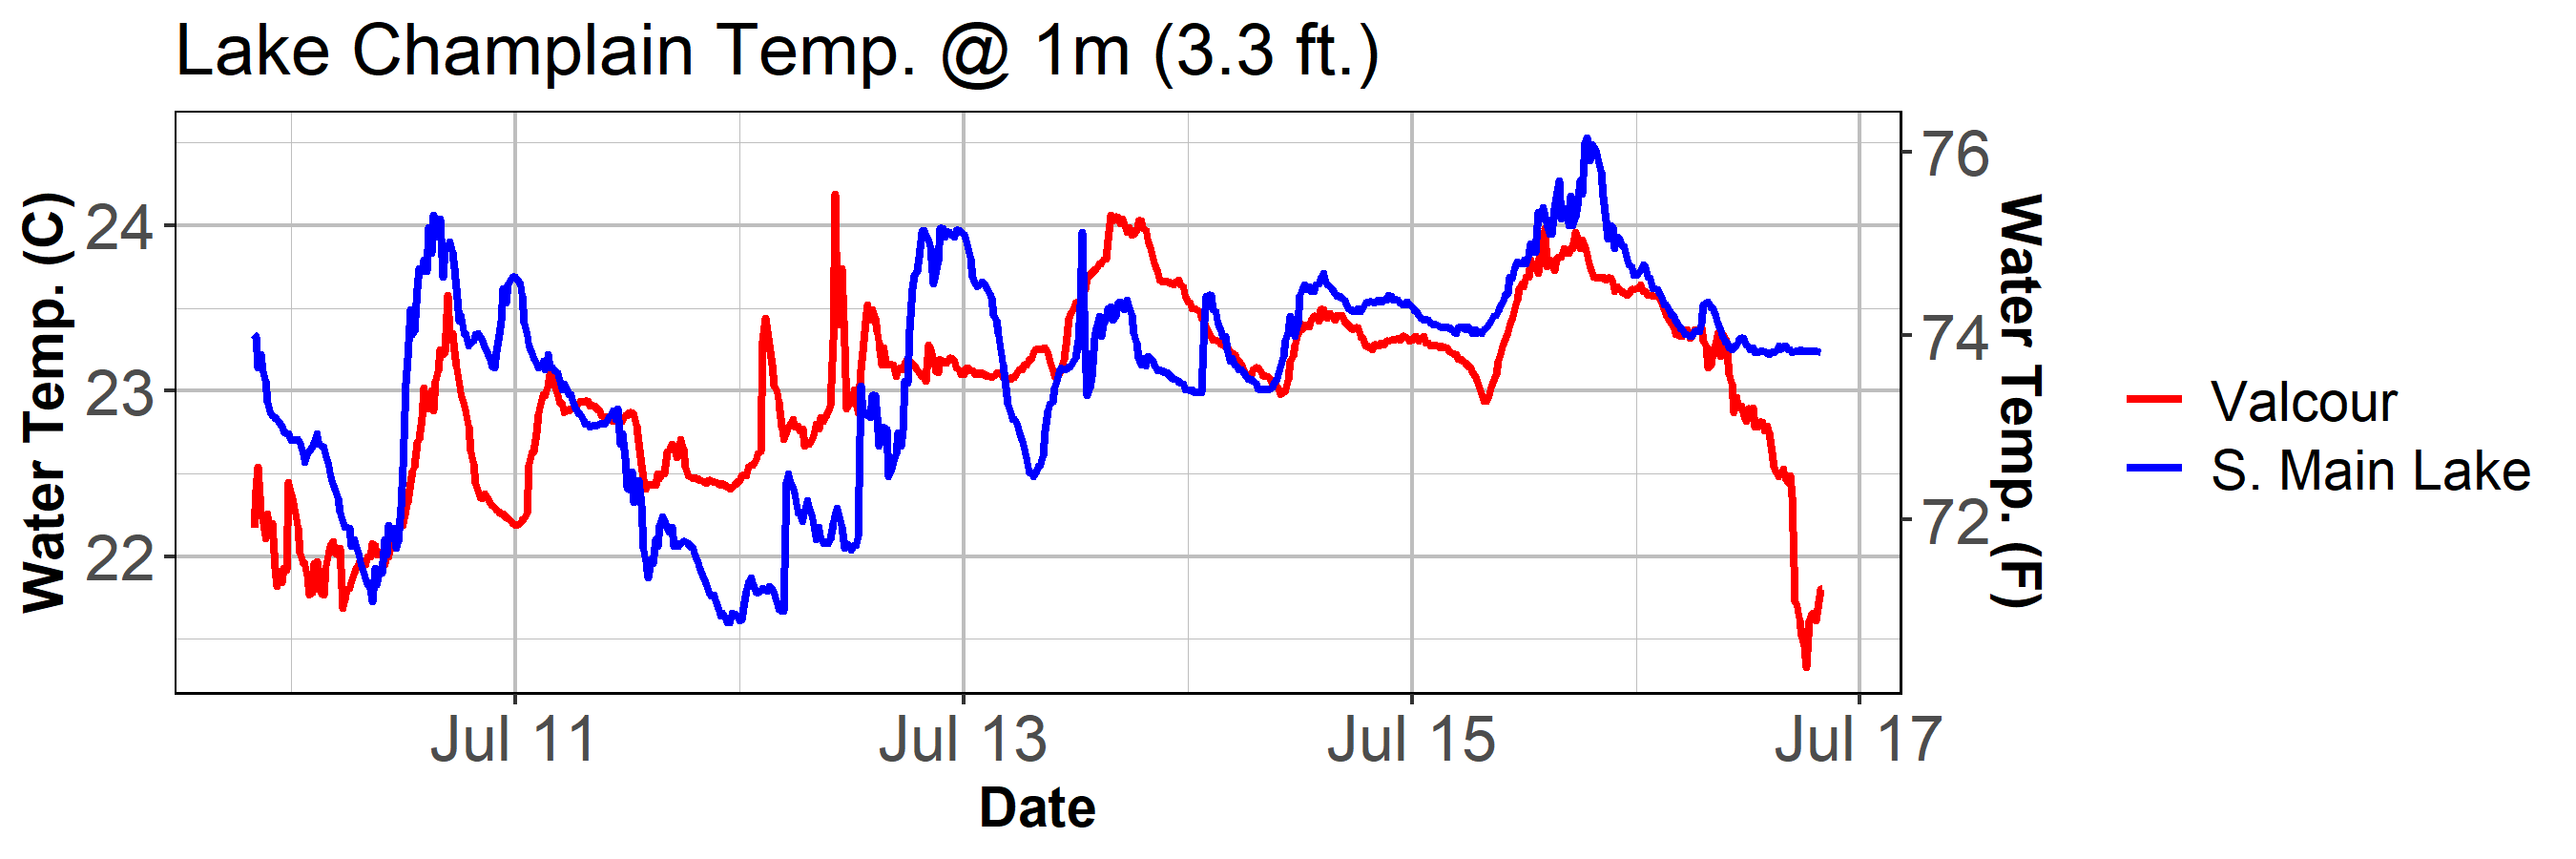 Lake Champlain Temp. @ 1m (3.3 ft.)
Water Temp. (C)
24
23
22
76
74
72
Water Temp. (F)
Jul 11
Jul 13
Jul 15
Jul 17
Date
Valcour
S. Main Lake